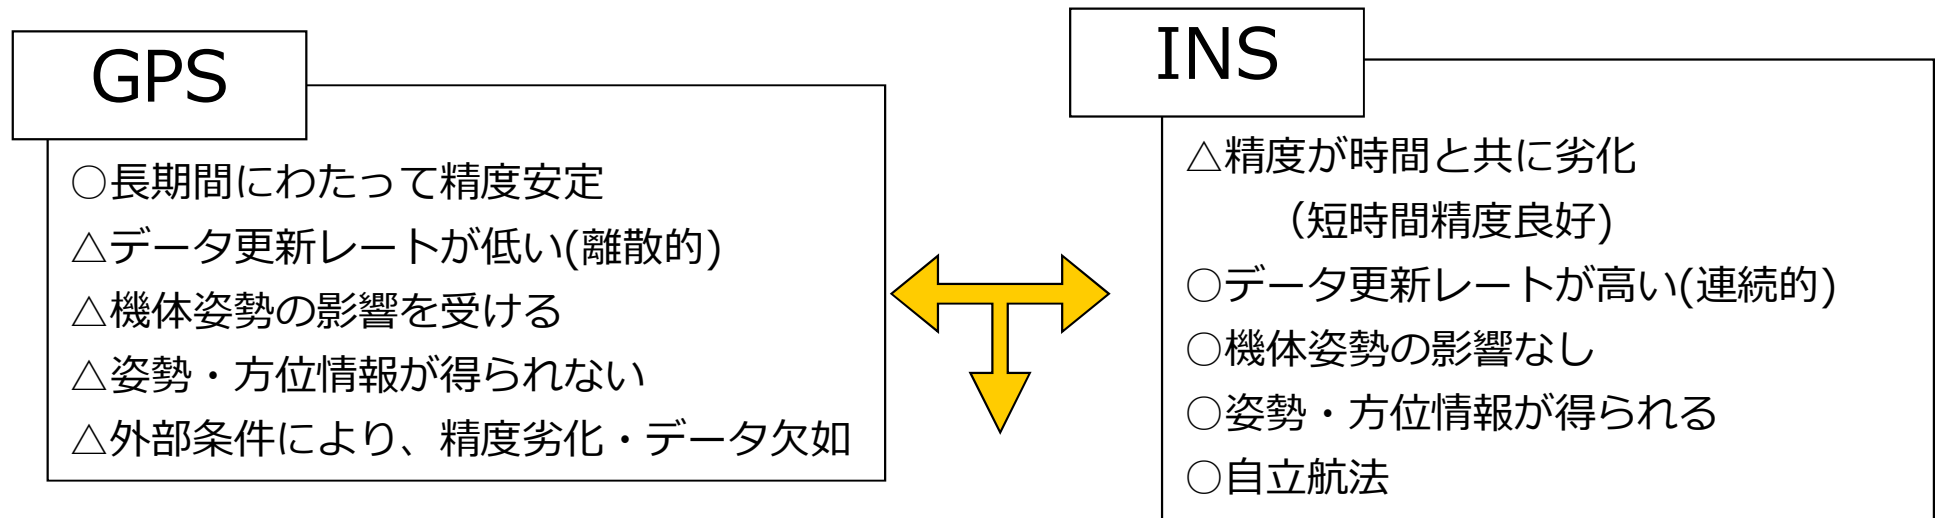 GPS
○長期間にわたって精度安定
△データ更新レートが低い(離散的)
△機体姿勢の影響を受ける
△姿勢・方位情報が得られない
△外部条件により、精度劣化・データ欠如
INS
△精度が時間と共に劣化
（短時間精度良好)
○データ更新レートが高い(連続的)
○機体姿勢の影響なし
○姿勢・方位情報が得られる
○自立航法